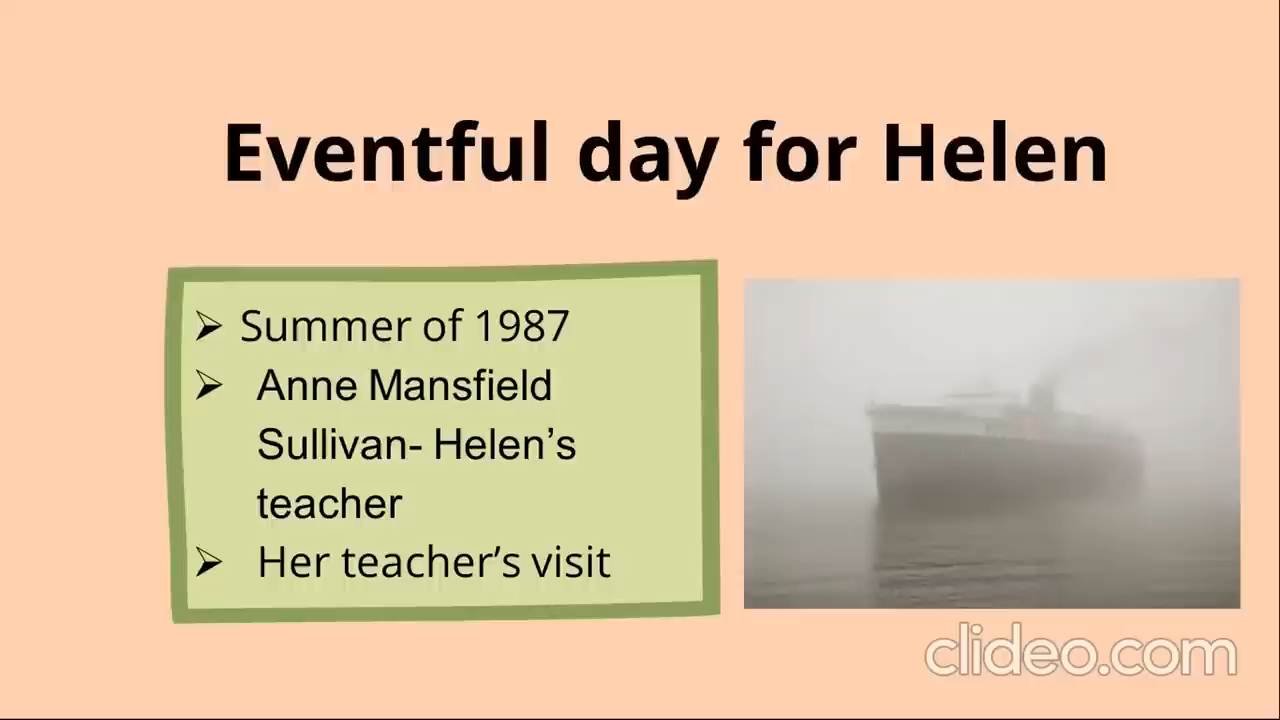 Eventful day for Helen
➢ Summer of 1987
➢ Anne Mansfield
Sullivan- Helen’s
teacher
➢ Her teacher’s visit
clideo.com